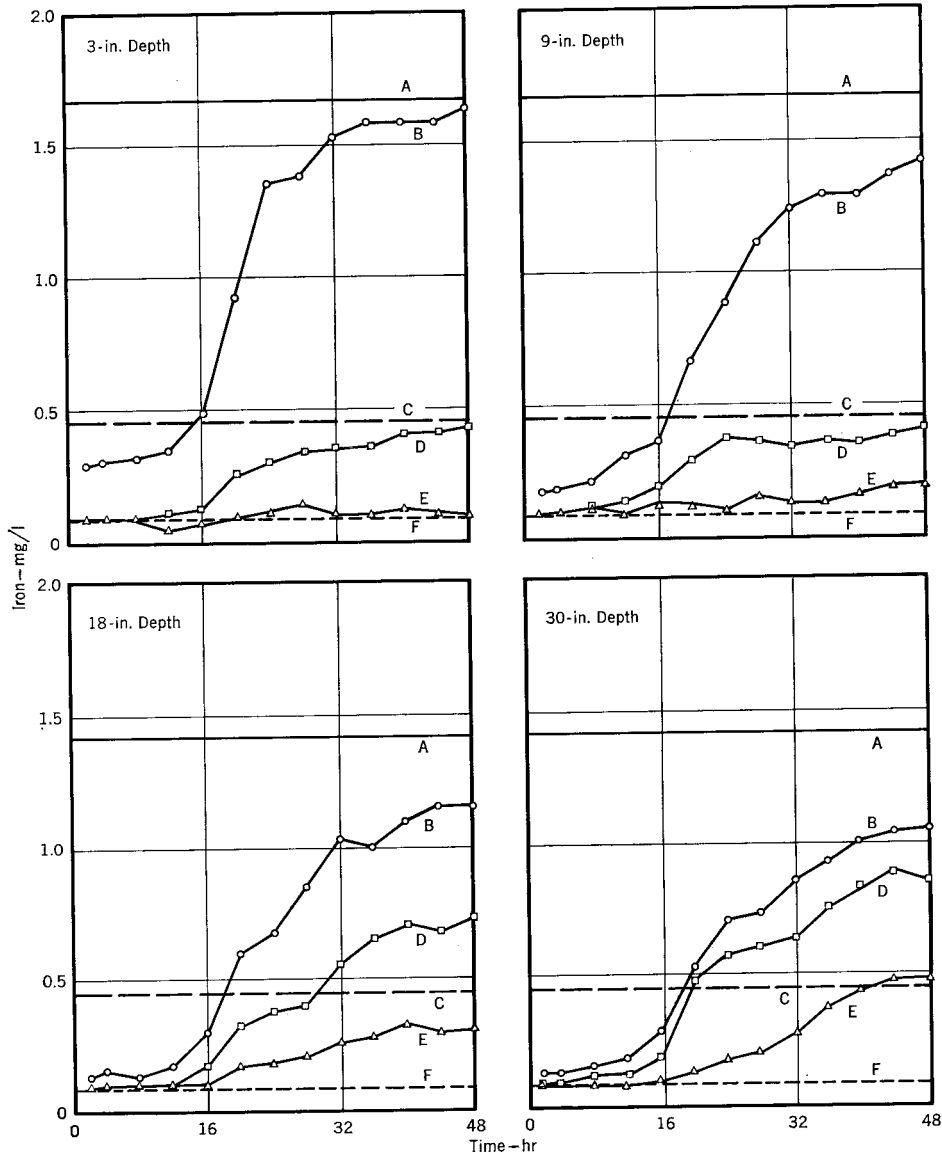 2.0
3-in. Depth
9-in. Depth
A
A
B
B
1.5
1.0
0.5
C
C
D
D
E
E
F
F
0
Iron—mg/l
2.0
18-in. Depth
30-in. Depth
1.5
A
A
B
B
1.0
D
D
0.5
C
C
E
E
F
F
0
0 16 32 48 0 16 32 48
Time—hr